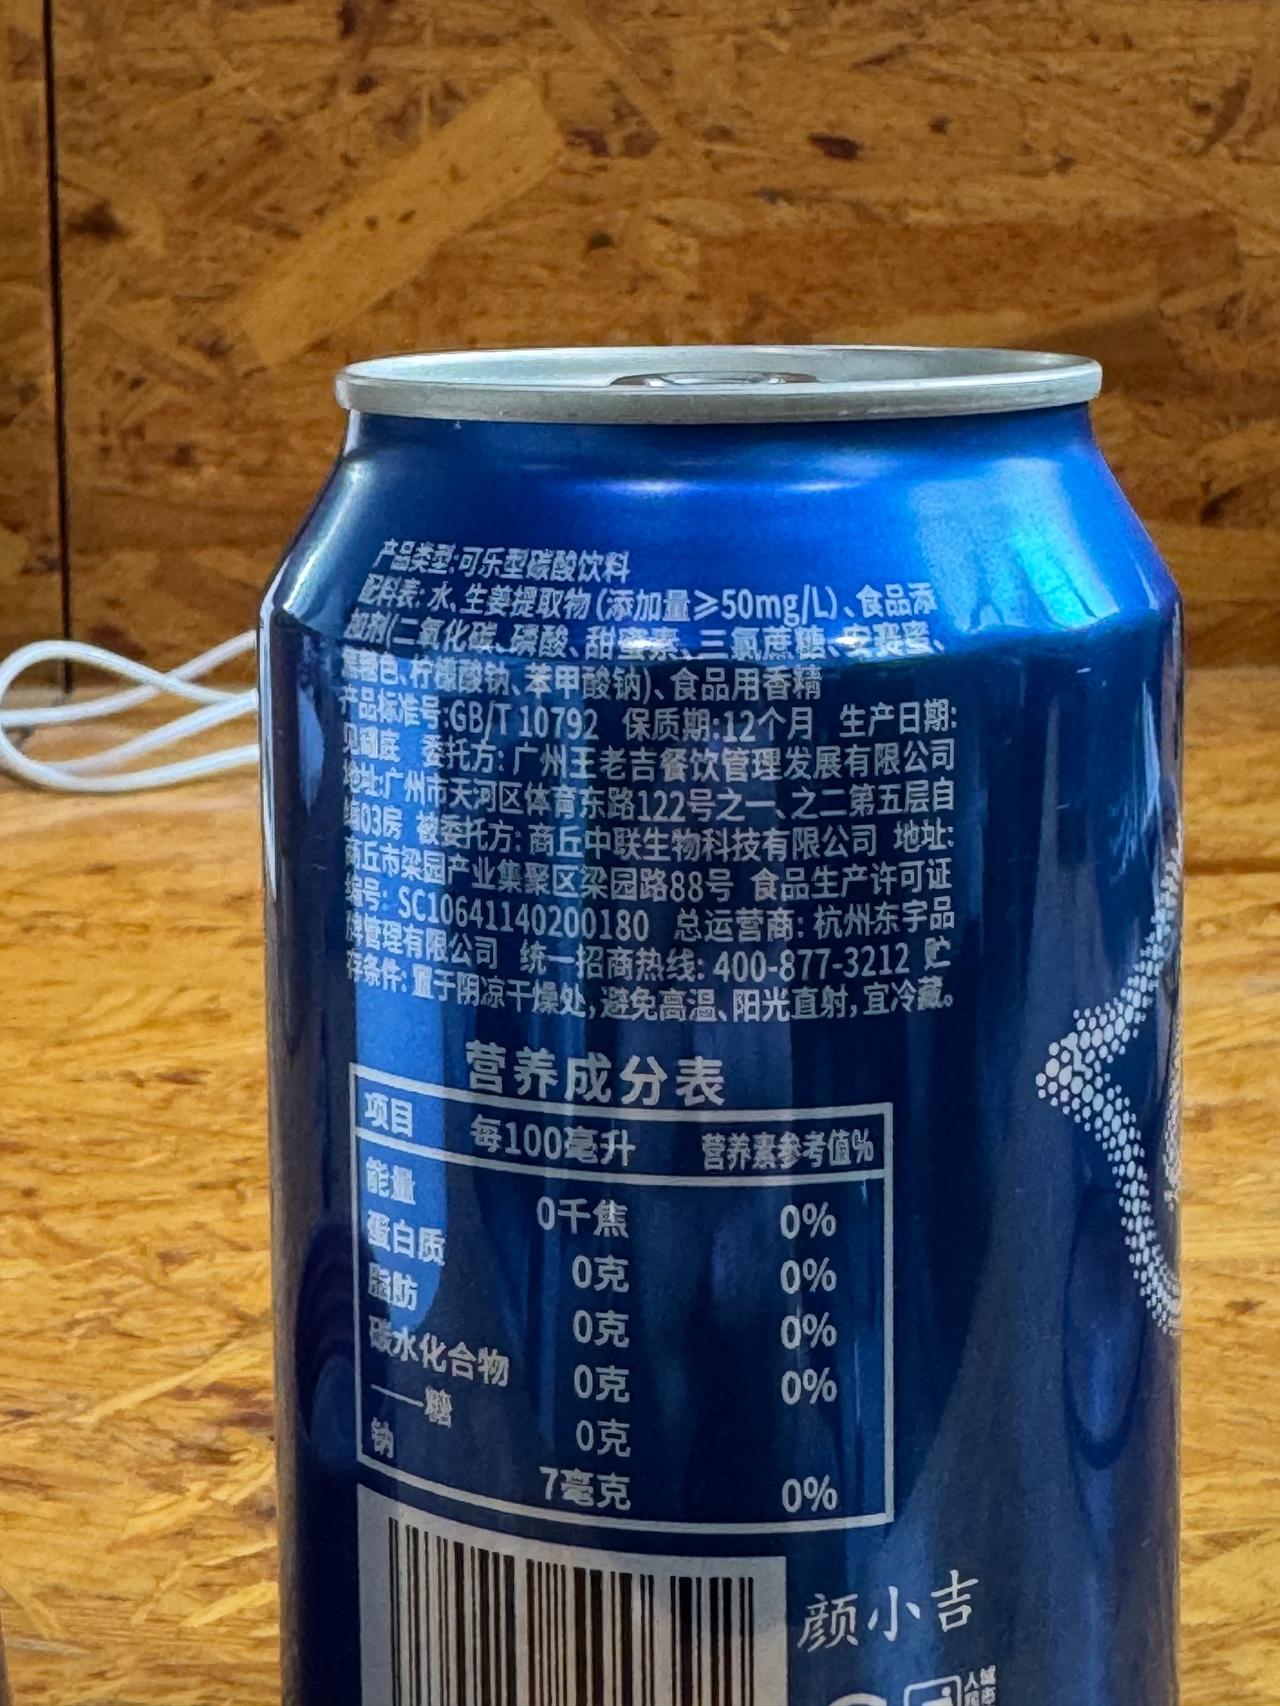 产品类型:可乐型碳酸饮料
配料表: 水、生姜提取物(添加量≥50mg/L)、食品添
加剂(二氧化碳、磷酸、甜蜜素、三氯蔗糖、安赛蜜、
焦糖色、柠檬酸钠、苯甲酸钠)、食品用香精
产品标准号:GB/T 10792 保质期:12个月 生产日期:
见罐底 委托方: 广州王老吉餐饮管理发展有限公司
地址:广州市天河区体育东路122号之一、之二第五层自
编03房 被委托方: 商丘中联生物科技有限公司 地址:
商丘市梁园产业集聚区梁园路88号 食品生产许可证
编号: SC10641140200180 总运营商: 杭州东宇品
牌管理有限公司 统一招商热线: 400-877-3212 贮
存条件: 置于阴凉干燥处,避免高温、阳光直射,宜冷藏。
营养成分表
项目 每100毫升 营养素参考值%
能量 0千焦 0%
蛋白质 0克 0%
脂肪 0克 0%
碳水化合物 0克 0%
——糖 0克
钠 7毫克 0%
颜小吉